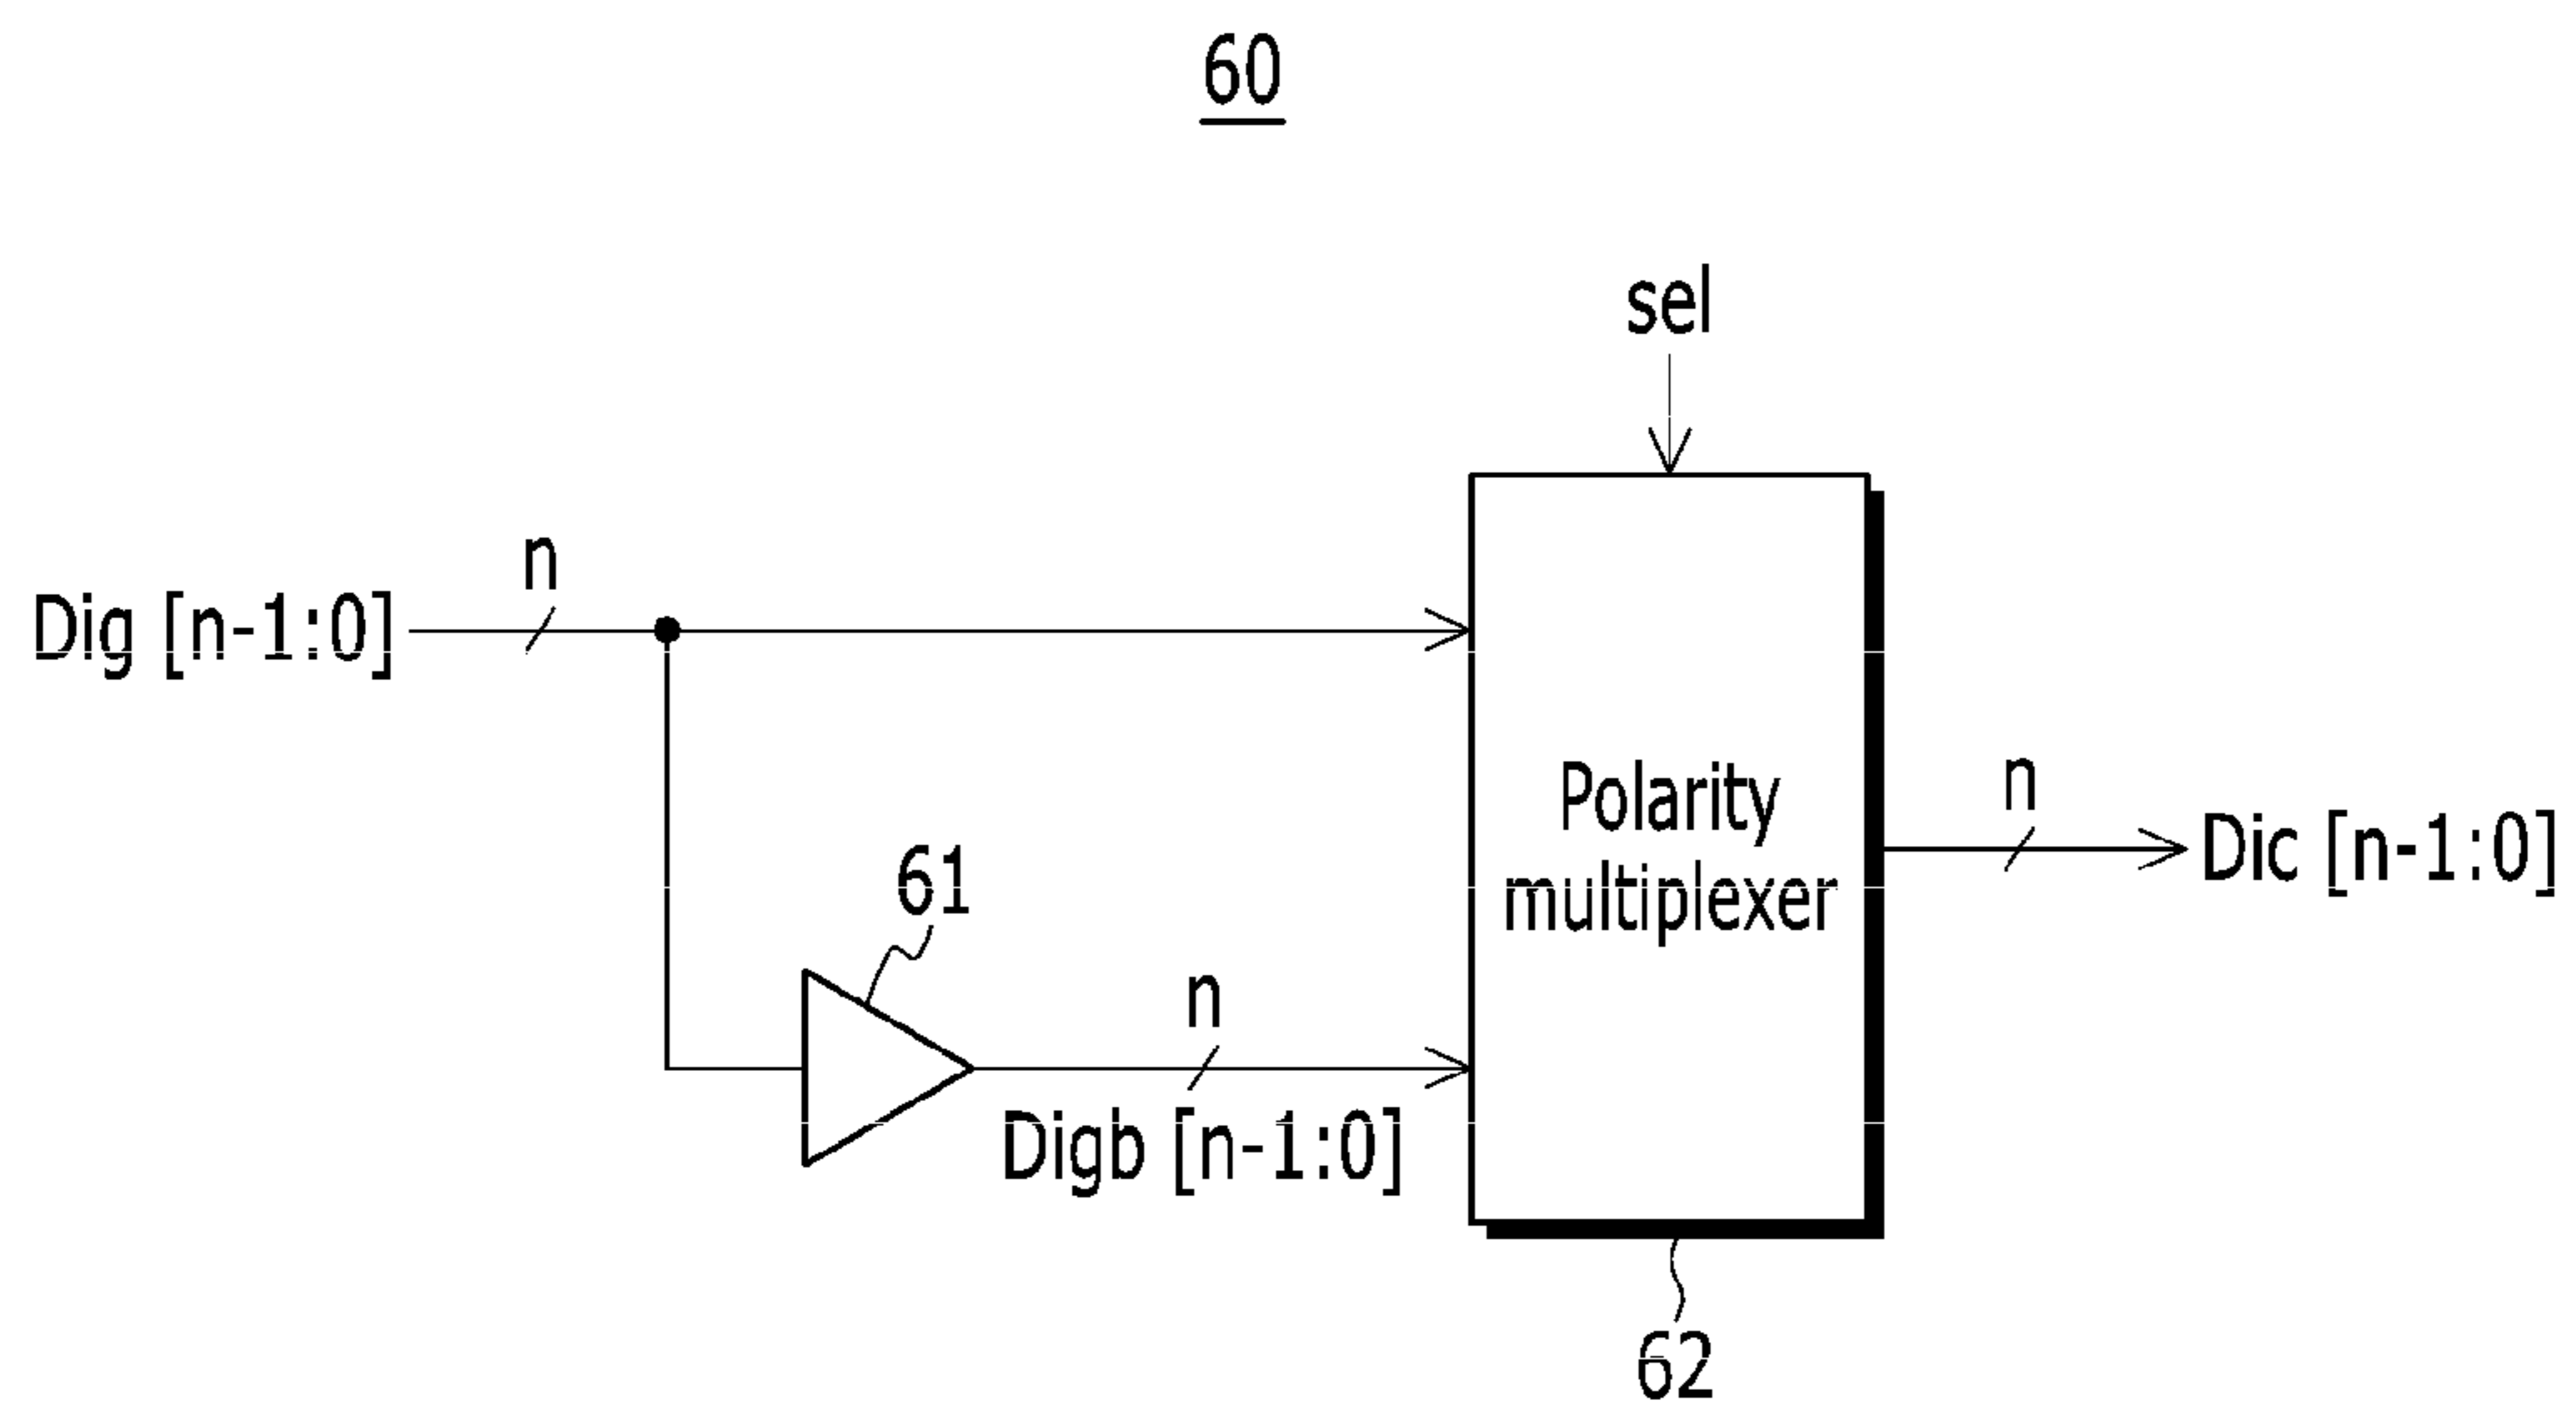 60
sel
n
Dig [n-1:0]
Polarity
multiplexer
n
Dic [n-1:0]
61
n
Digb [n-1:0]
62